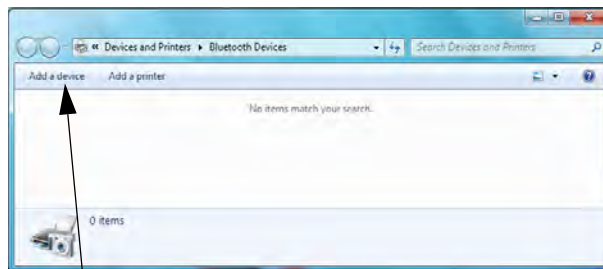 « Devices and Printers ▸ Bluetooth Devices
Search Devices and Printers
Add a device Add a printer
No items match your search.
0 items